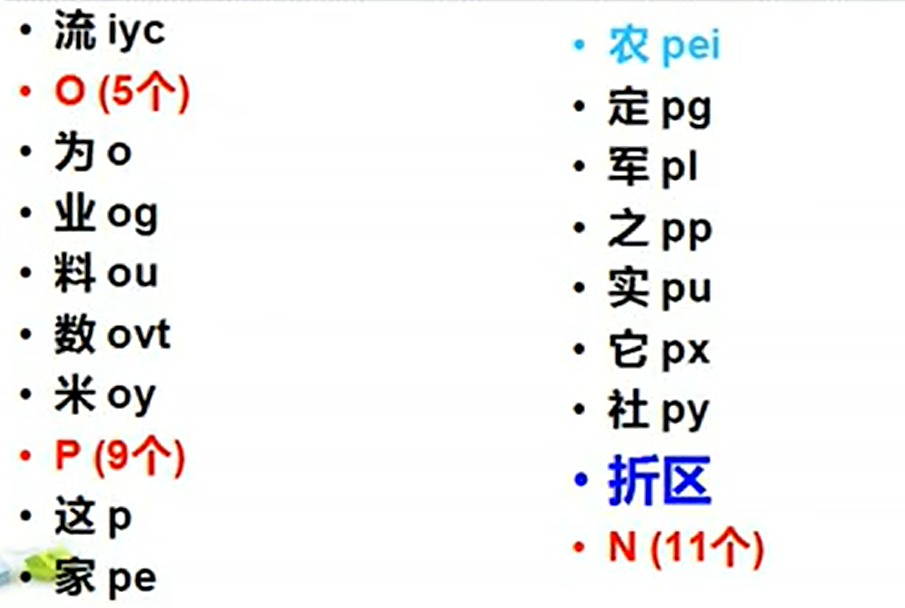 • 流 iyc
• O (5个)
• 为 o
• 业 og
• 料 ou
• 数 ovt
• 米 oy
• P (9个)
• 这 p
• 家 pe
• 农 pei
• 定 pg
• 军 pl
• 之 pp
• 实 pu
• 它 px
• 社 py
• 折区
• N (11个)